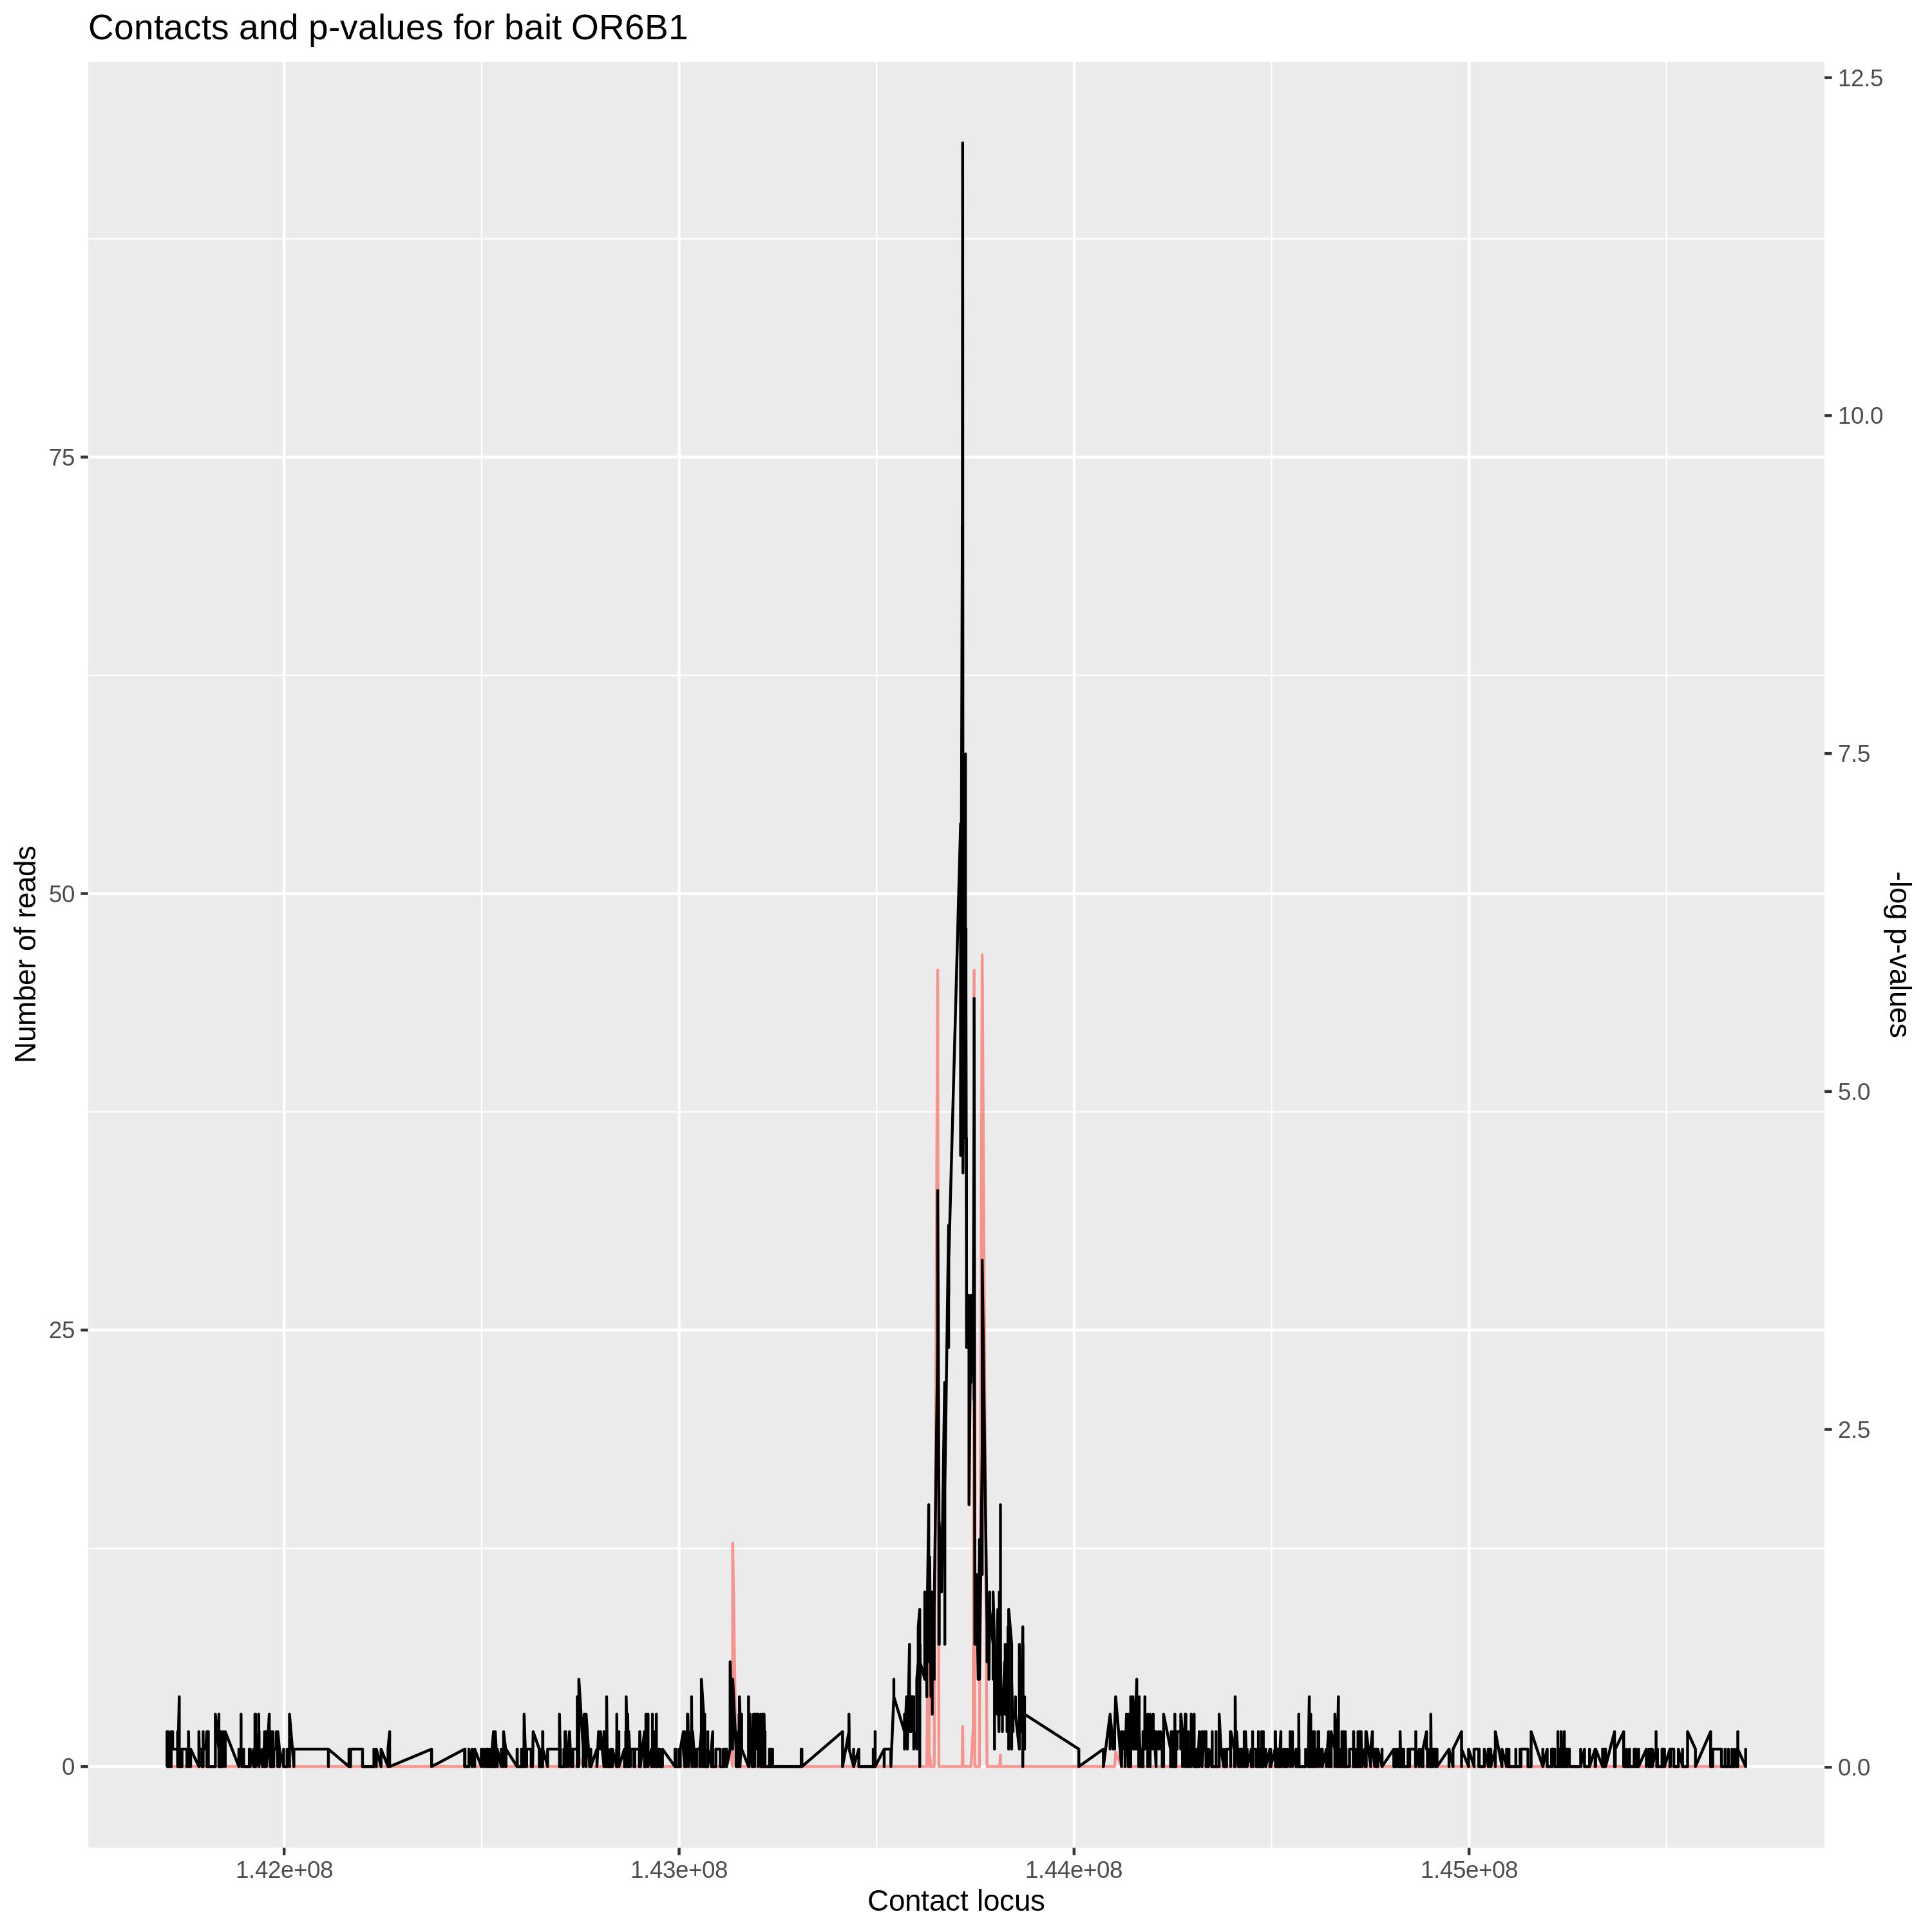 Contacts and p-values for bait OR6B1
12.5
10.0
75
7.5
50
5.0
25
2.5
0
0.0
Number of reads
-log p-values
1.42e+08
1.43e+08
1.44e+08
1.45e+08
Contact locus